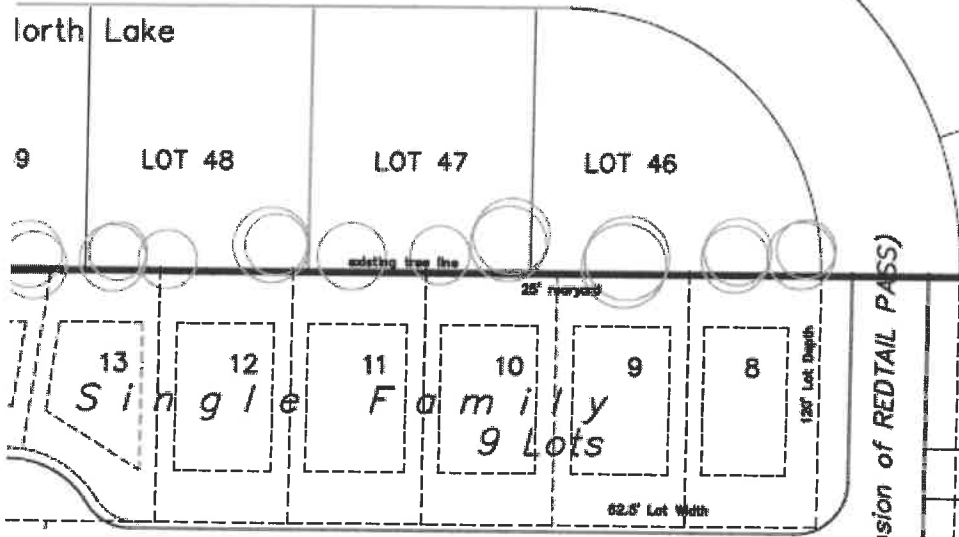 lorth Lake
9
LOT 48
LOT 47
LOT 46
existing tree line
25' rearyard
13
12
11
10
9
8
Single Family
9 Lots
120' Lot Depth
62.5' Lot Width
sion of REDTAIL PASS)